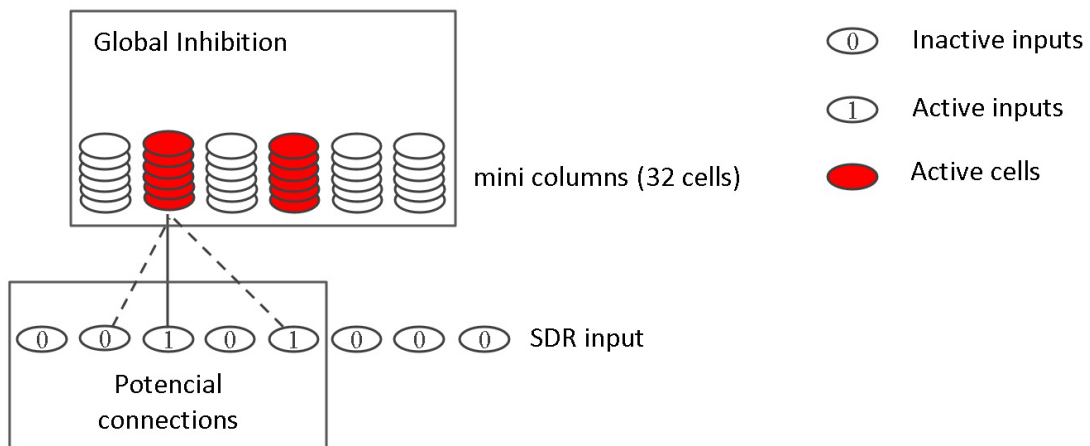 Global Inhibition
0 Inactive inputs
1 Active inputs
Active cells
mini columns (32 cells)
0 0 1 0 1 0 0 0 SDR input
Potencial
connections